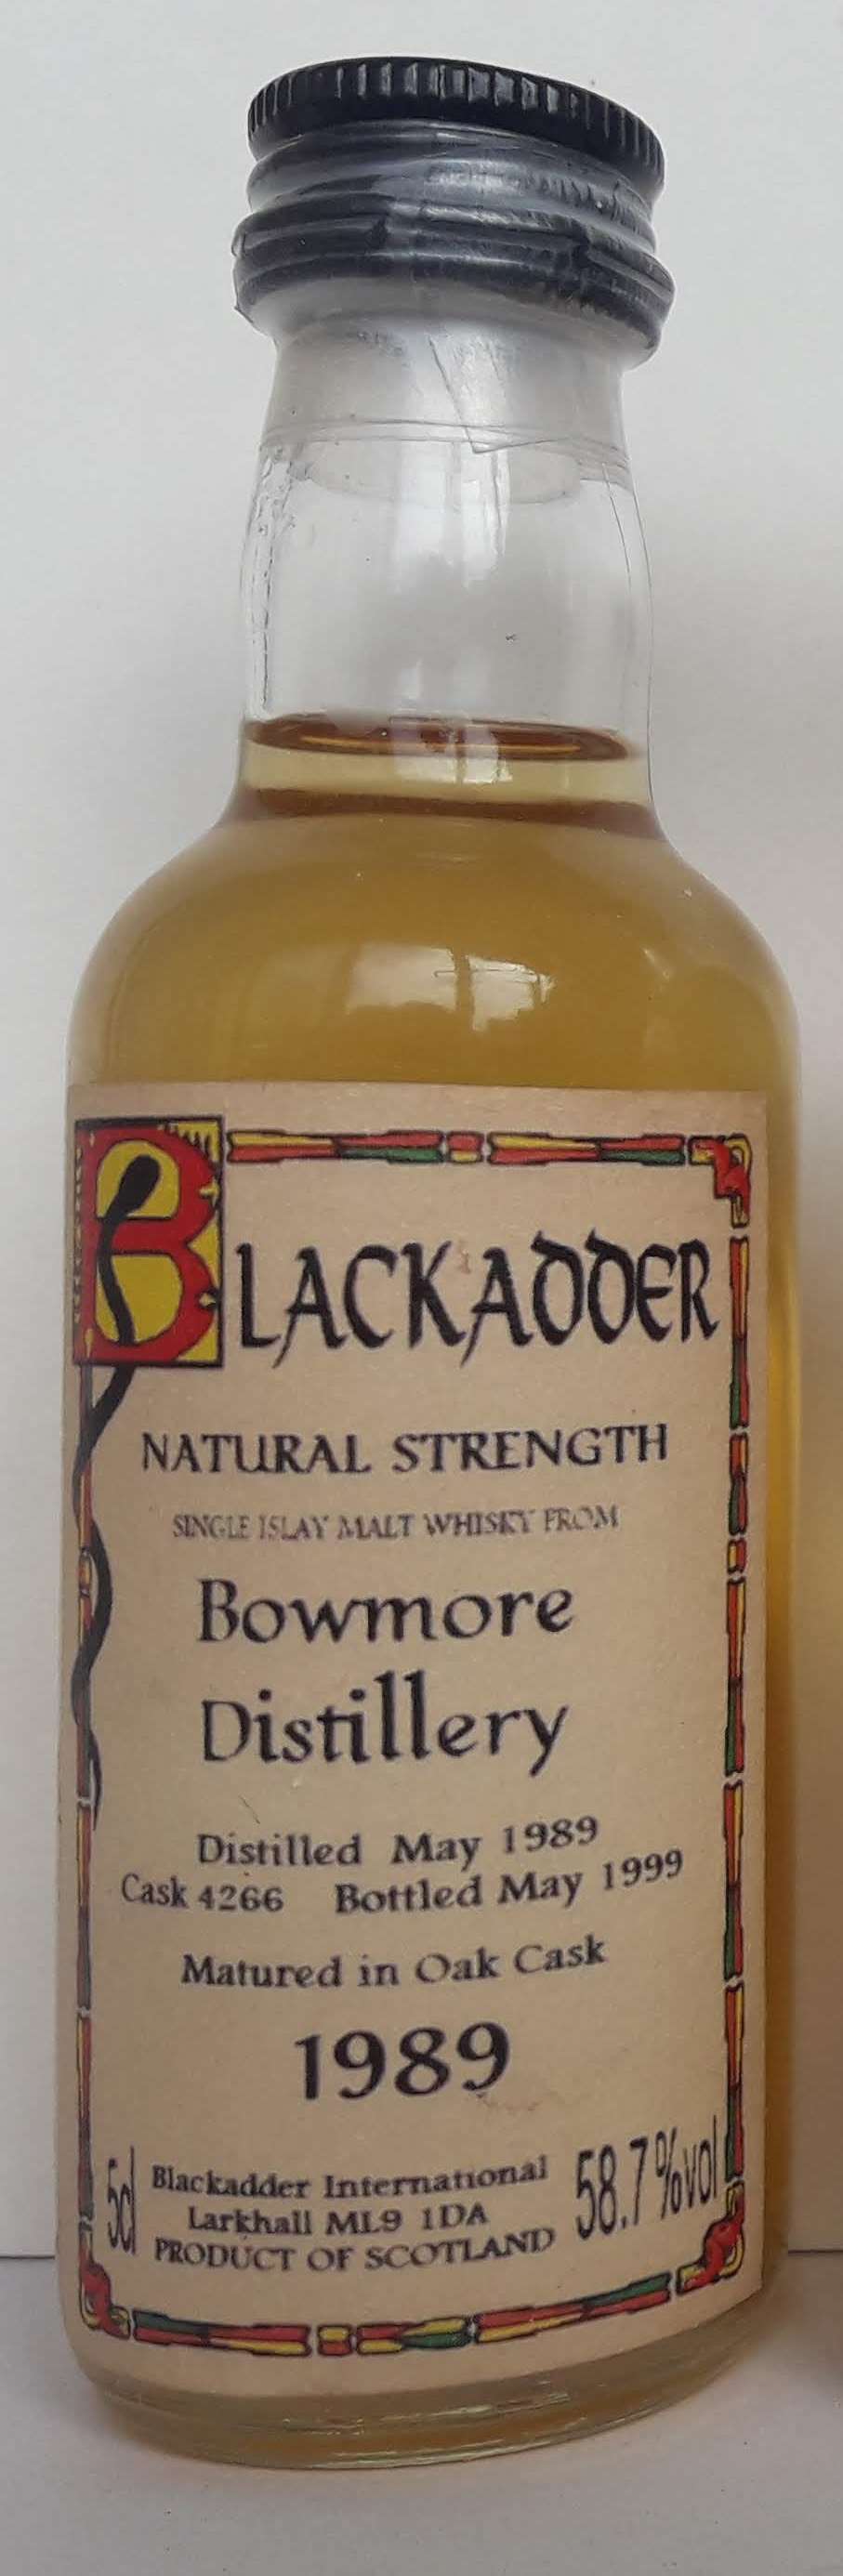 BLACKADDER
NATURAL STRENGTH
SINGLE ISLAY MALT WHISKY FROM
Bowmore
Distillery
Distilled May 1989
Cask 4266 Bottled May 1999
Matured in Oak Cask
1989
5cl
Blackadder International
Larkhall ML9 1DA
PRODUCT OF SCOTLAND
58.7%vol